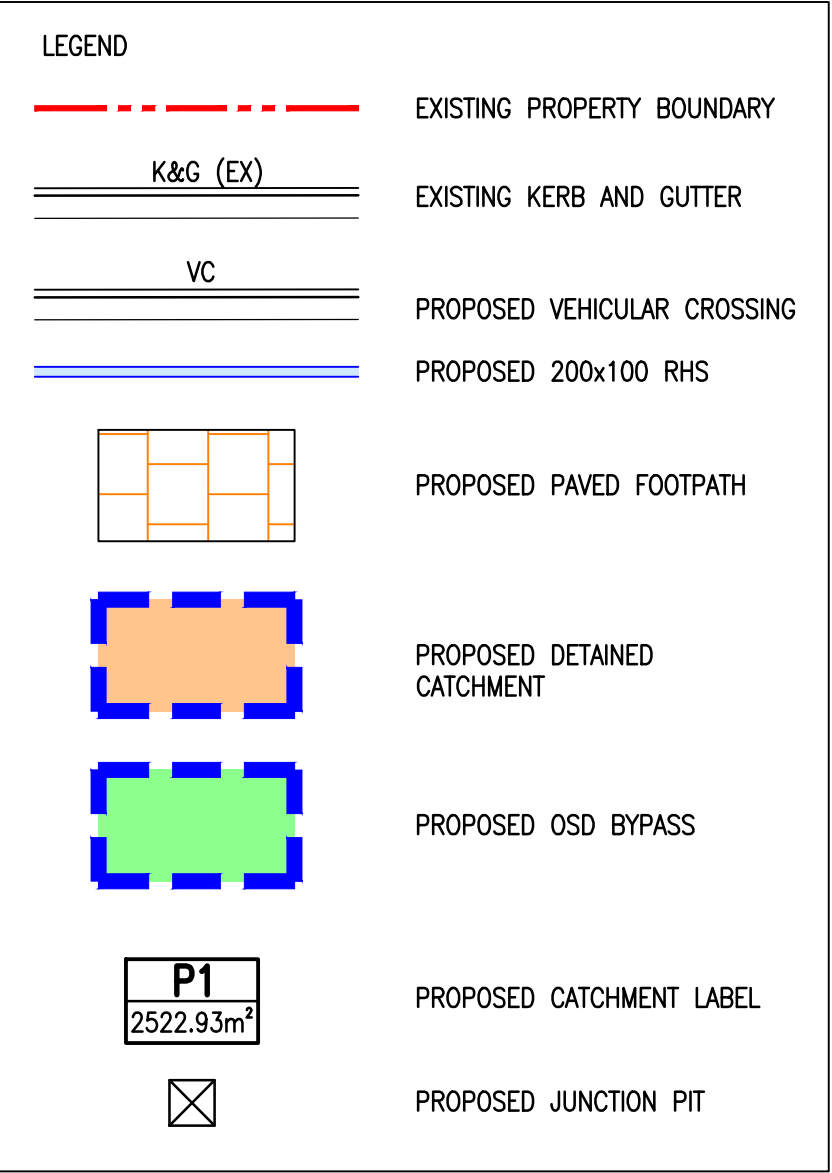 LEGEND
EXISTING PROPERTY BOUNDARY
K&G (EX)
EXISTING KERB AND GUTTER
VC
PROPOSED VEHICULAR CROSSING
PROPOSED 200x100 RHS
PROPOSED PAVED FOOTPATH
PROPOSED DETAINED
CATCHMENT
PROPOSED OSD BYPASS
P1
2522.93m²
PROPOSED CATCHMENT LABEL
PROPOSED JUNCTION PIT